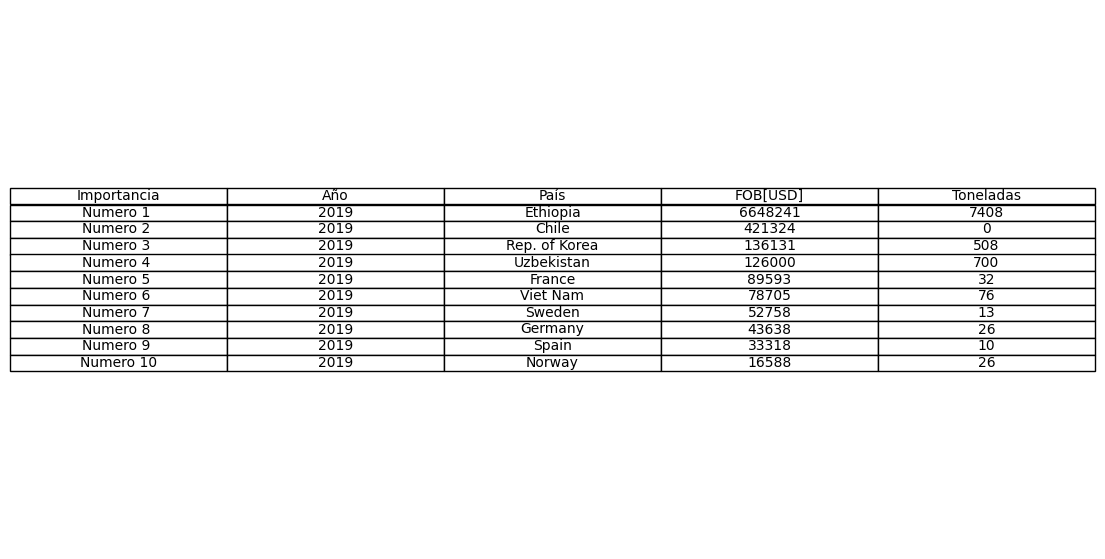 Importancia Año País FOB[USD] Toneladas
Numero 1 2019 Ethiopia 6648241 7408
Numero 2 2019 Chile 421324 0
Numero 3 2019 Rep. of Korea 136131 508
Numero 4 2019 Uzbekistan 126000 700
Numero 5 2019 France 89593 32
Numero 6 2019 Viet Nam 78705 76
Numero 7 2019 Sweden 52758 13
Numero 8 2019 Germany 43638 26
Numero 9 2019 Spain 33318 10
Numero 10 2019 Norway 16588 26